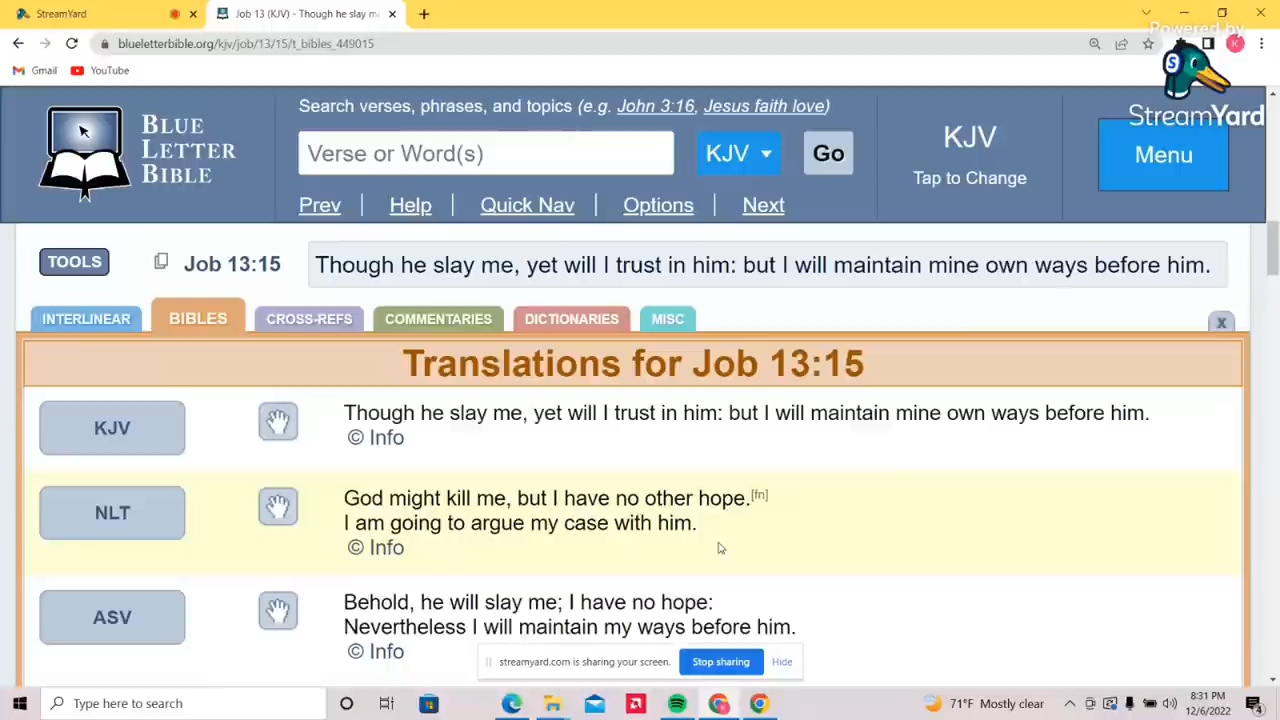 StreamYard
Job 13 (KJV) - Though he slay m
blueletterbible.org/kjv/job/13/15/t_bibles_449015
K
Gmail
YouTube
Powered by
StreamYard
BLUE
LETTER
BIBLE
Search verses, phrases, and topics (e.g. John 3:16, Jesus faith love)
Verse or Word(s)
KJV
Go
Prev | Help | Quick Nav | Options | Next
KJV
Tap to Change
Menu
TOOLS
Job 13:15
Though he slay me, yet will I trust in him: but I will maintain mine own ways before him.
INTERLINEAR
BIBLES
CROSS-REFS
COMMENTARIES
DICTIONARIES
MISC
X
Translations for Job 13:15
KJV
Though he slay me, yet will I trust in him: but I will maintain mine own ways before him.
© Info
NLT
God might kill me, but I have no other hope.[fn]
I am going to argue my case with him.
© Info
ASV
Behold, he will slay me; I have no hope:
Nevertheless I will maintain my ways before him.
© Info
streamyard.com is sharing your screen.
Stop sharing
Hide
Type here to search
71°F Mostly clear
8:31 PM
12/6/2022
4